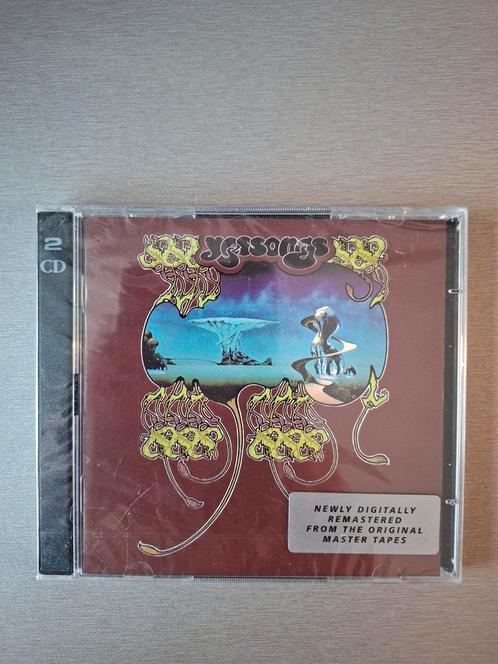 2
CD
Yessongs
NEWLY DIGITALLY
REMASTERED
FROM THE ORIGINAL
MASTER TAPES